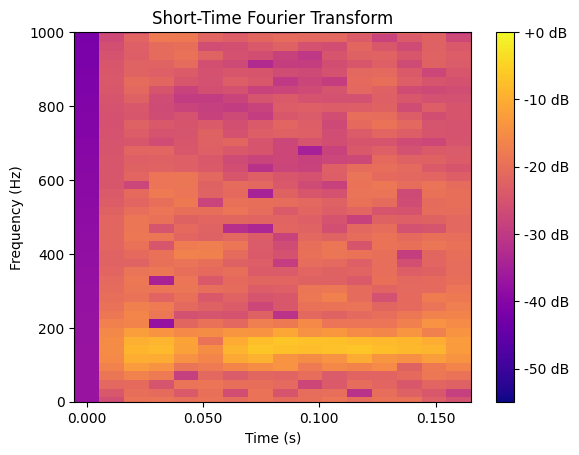 Short-Time Fourier Transform
Frequency (Hz)
1000
800
600
400
200
0
0.000
0.050
0.100
0.150
Time (s)
+0 dB
-10 dB
-20 dB
-30 dB
-40 dB
-50 dB